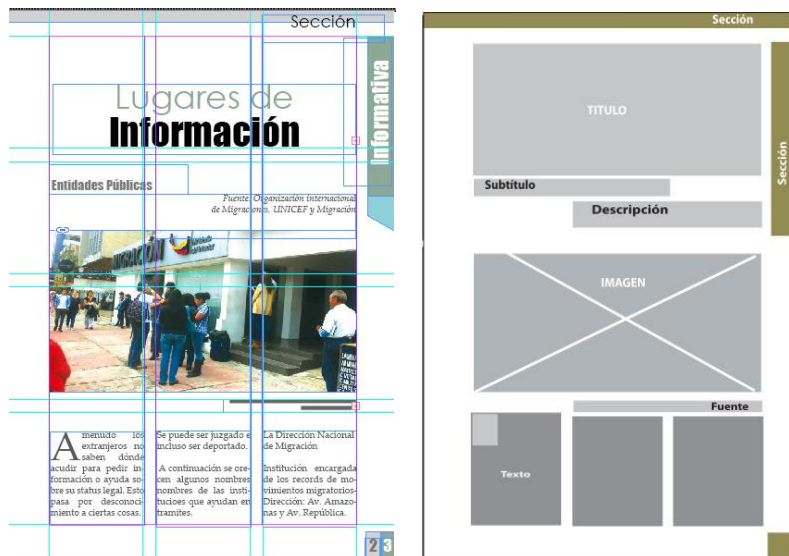 Sección
Informativa
Lugares de
Información
Entidades Públicas
Fuente: Organización internacional
de Migraciones, UNICEF y Migración
MIGRACIÓN
A menudo los
extranjeros no
saben dónde
acudir para pedir in-
formación o ayuda so-
bre su status legal. Esto
pasa por desconoci-
miento a ciertas cosas.
Se puede ser juzgado e
incluso ser deportado.
A continuación se ore-
cen algunos nombres
nombres de las insti-
tucioes que ayudan en
tramites.
La Dirección Nacional
de Migración
Institución encargada
de los records de mo-
vimientos migratorios-
Dirección: Av. Amazo-
nas y Av. República.
2 3
Sección
TITULO
Sección
Subtítulo
Descripción
IMAGEN
Fuente
Texto